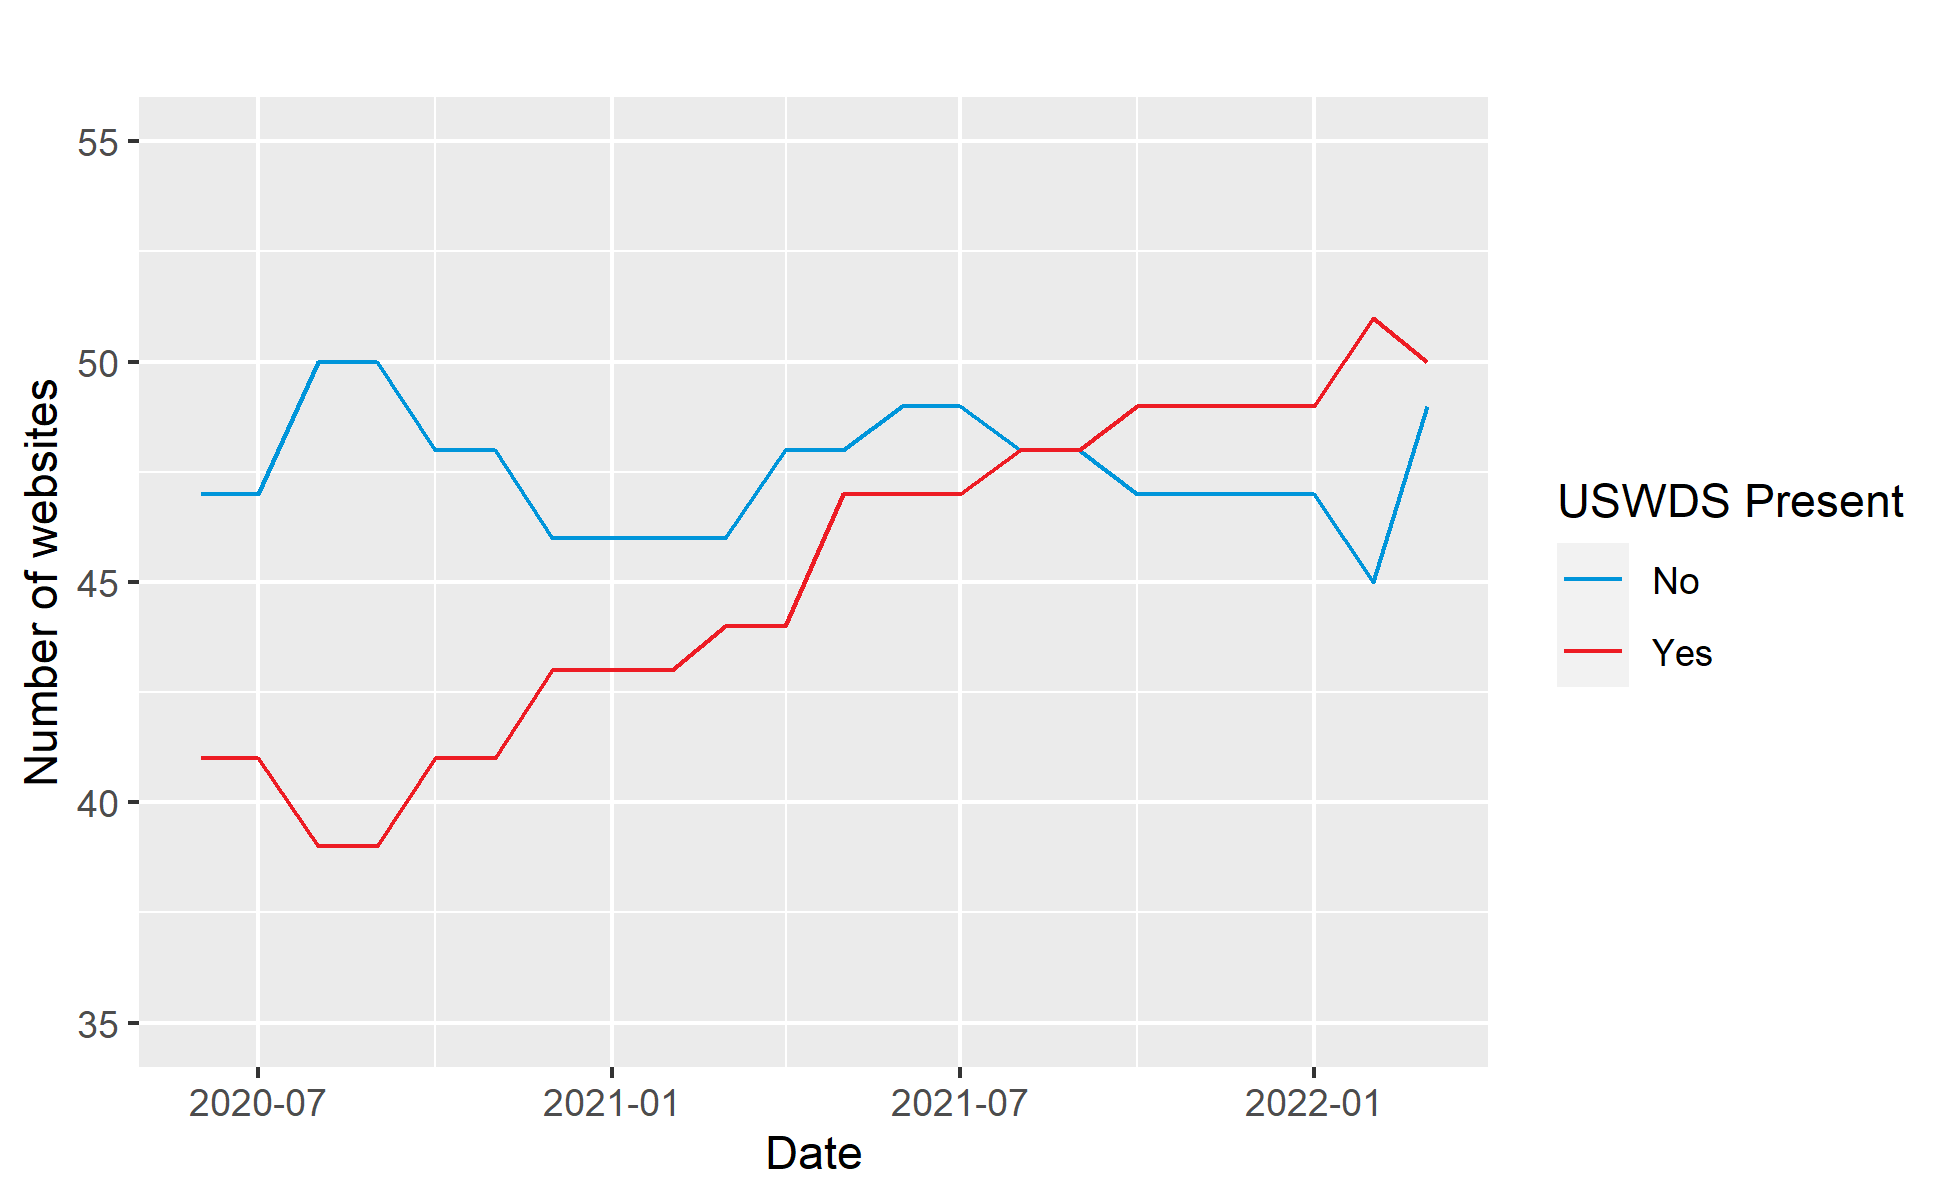 55
50
45
40
35
Number of websites
2020-07
2021-01
2021-07
2022-01
Date
USWDS Present
No
Yes